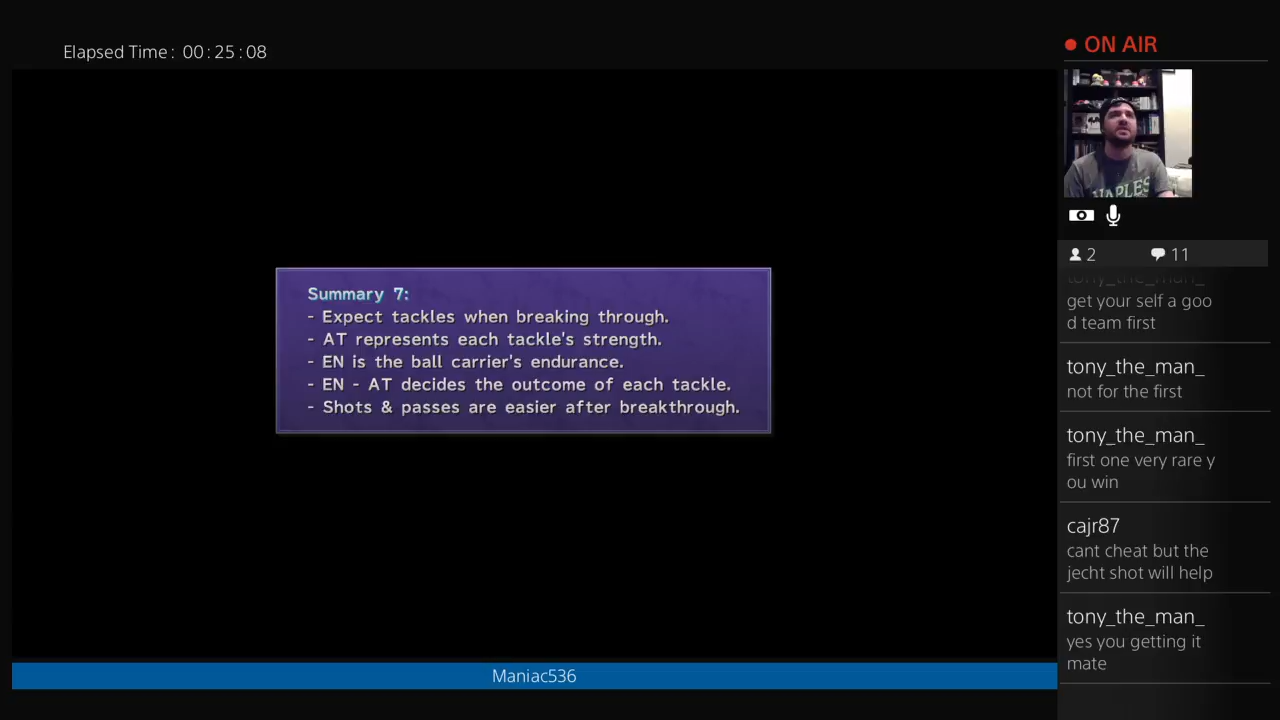 Elapsed Time: 00:25:08
ON AIR
NAPLES
2 11
Summary 7:
- Expect tackles when breaking through.
- AT represents each tackle's strength.
- EN is the ball carrier's endurance.
- EN - AT decides the outcome of each tackle.
- Shots & passes are easier after breakthrough.
tony_the_man_
get your self a goo
d team first
tony_the_man_
not for the first
tony_the_man_
first one very rare y
ou win
cajr87
cant cheat but the
jecht shot will help
tony_the_man_
yes you getting it
mate
Maniac536